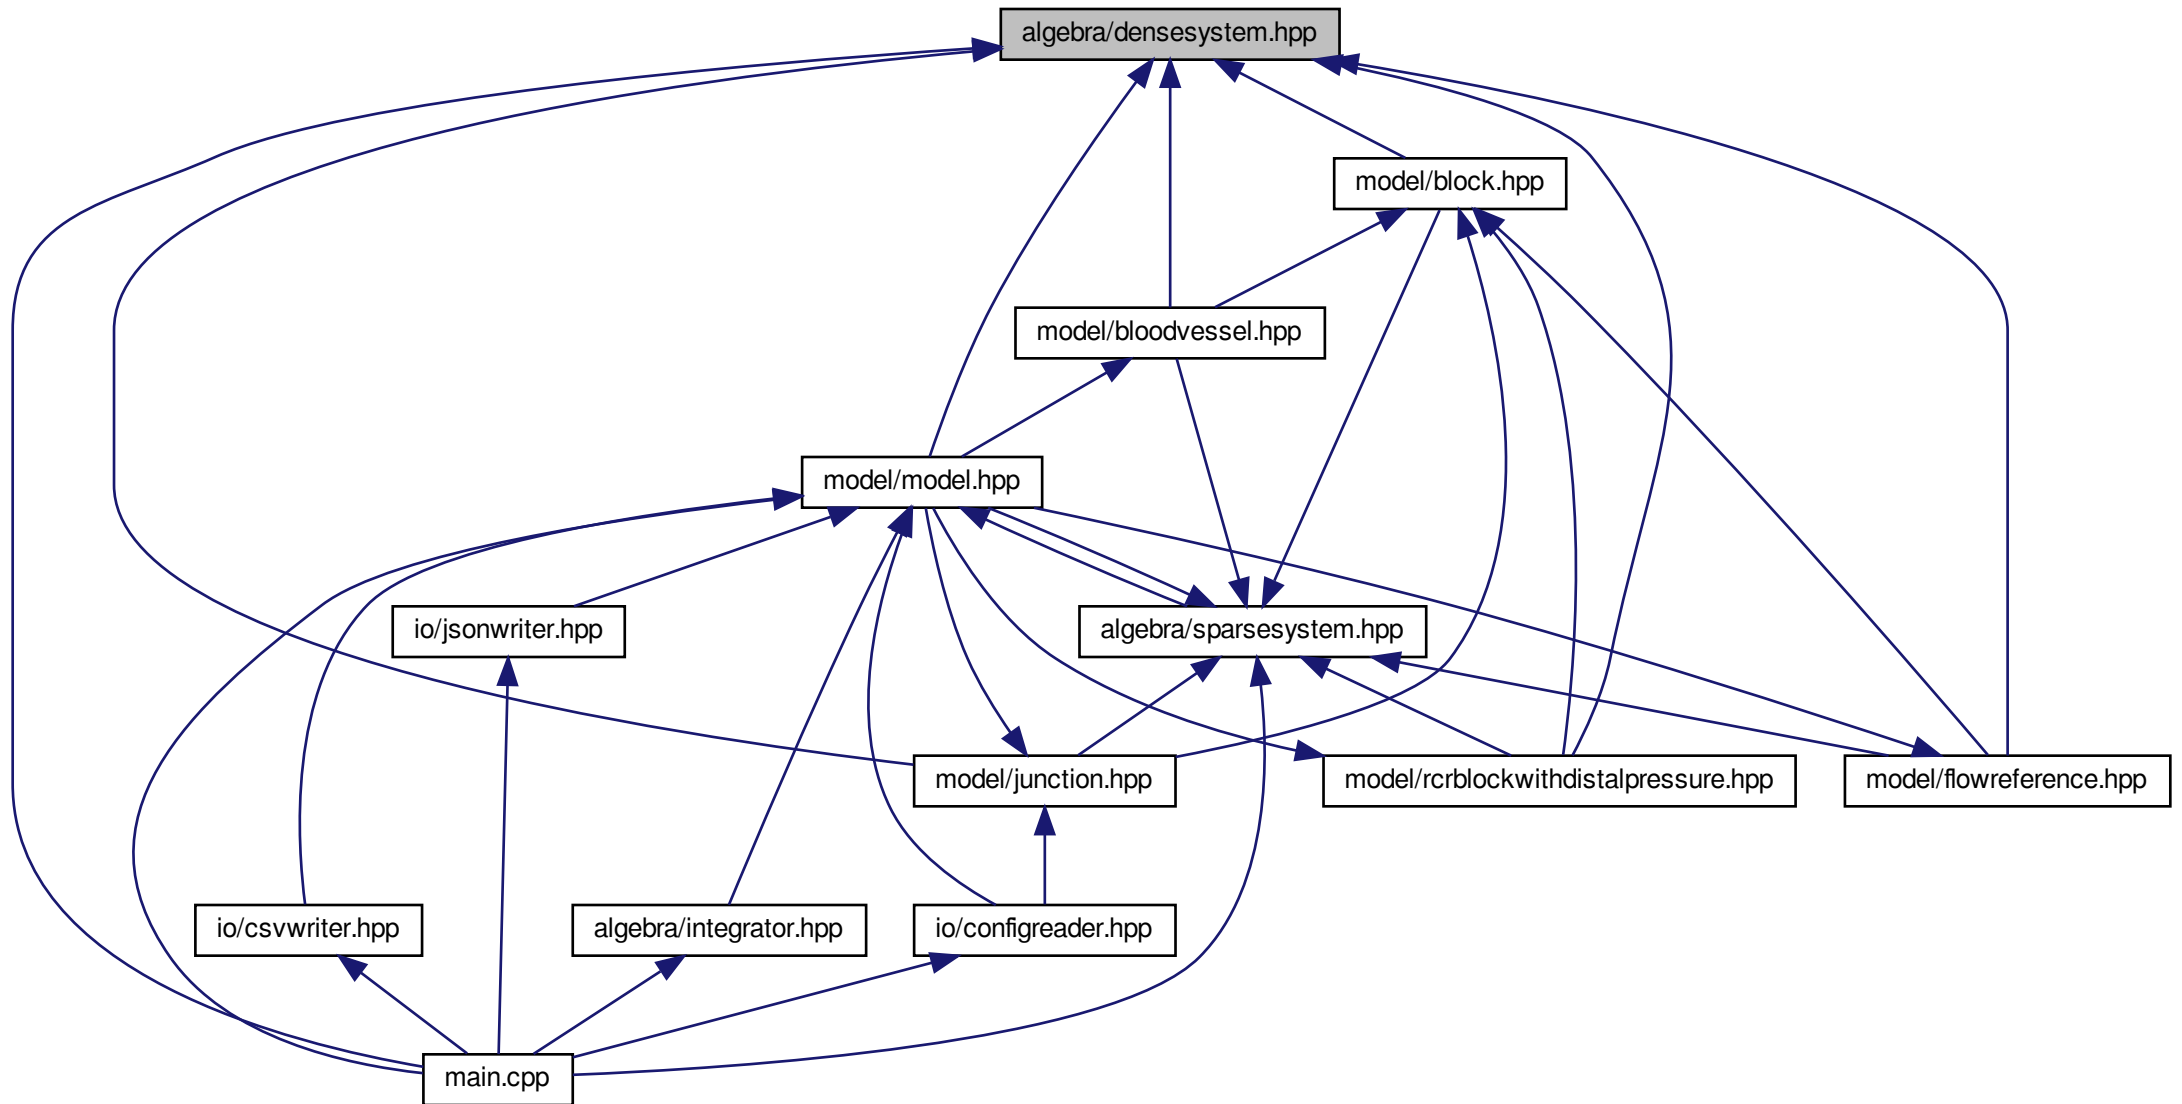 algebra/densesystem.hpp
model/block.hpp
model/bloodvessel.hpp
model/model.hpp
io/jsonwriter.hpp
algebra/sparsesystem.hpp
model/junction.hpp
model/rcrblockwithdistalpressure.hpp
model/flowreference.hpp
io/csvwriter.hpp
algebra/integrator.hpp
io/configreader.hpp
main.cpp